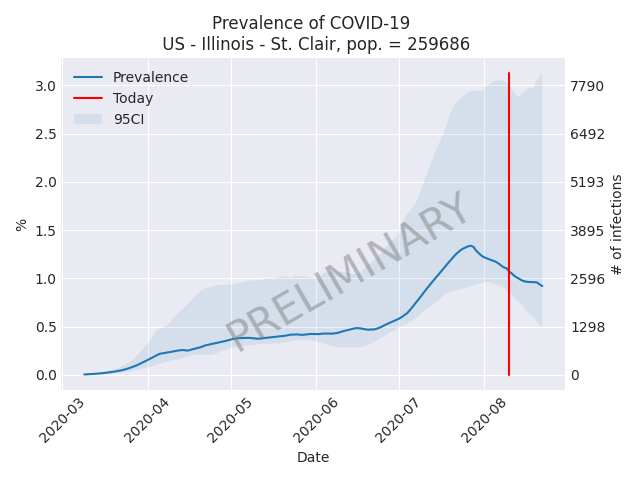 Prevalence of COVID-19
US - Illinois - St. Clair, pop. = 259686
Prevalence
Today
95CI
3.0
2.5
2.0
1.5
1.0
0.5
0.0
%
7790
6492
5193
3895
2596
1298
0
# of infections
PRELIMINARY
2020-03
2020-04
2020-05
2020-06
2020-07
2020-08
Date